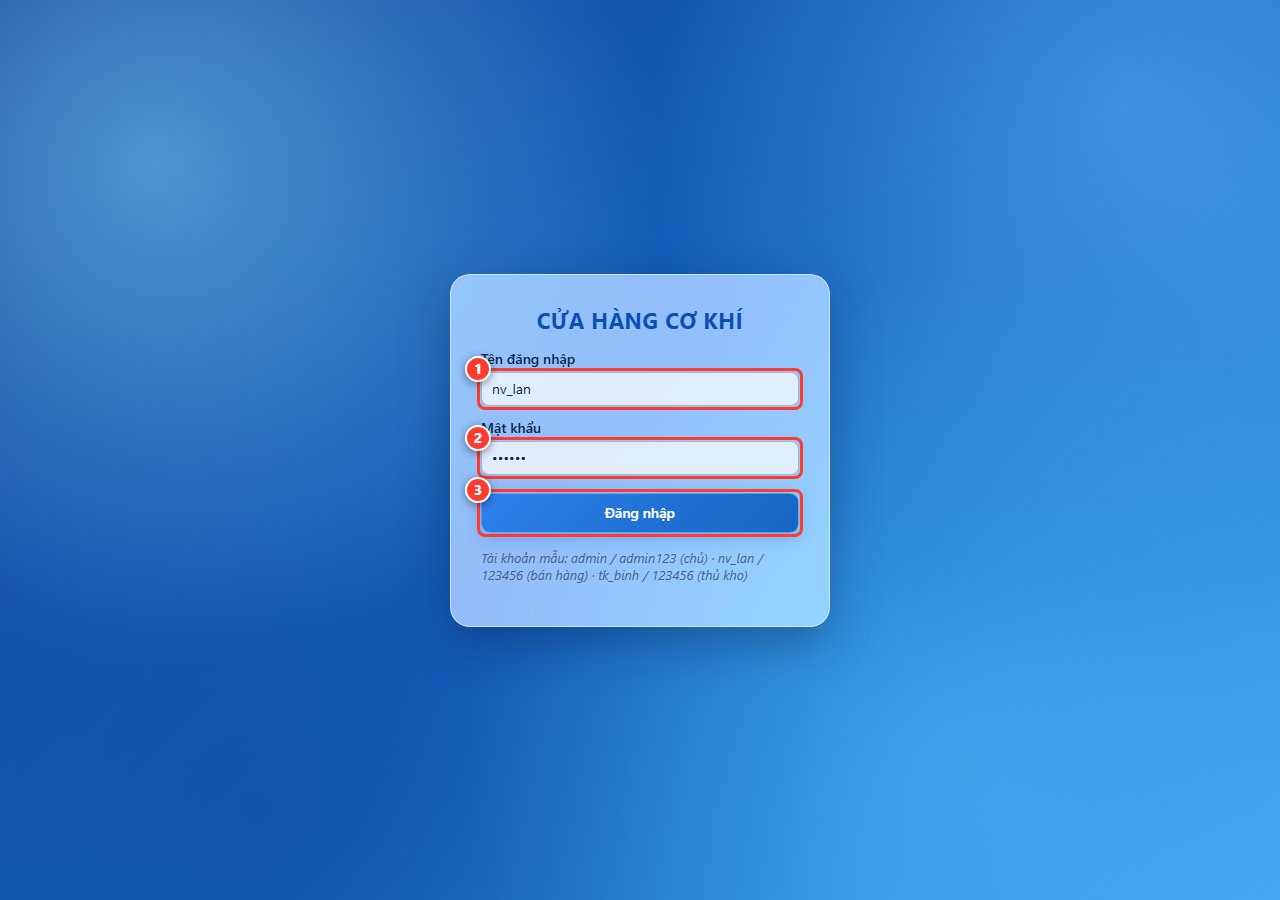 CỬA HÀNG CƠ KHÍ
Tên đăng nhập
1
nv_lan
Mật khẩu
2
••••••
3
Đăng nhập
Tài khoản mẫu: admin / admin123 (chủ) · nv_lan /
123456 (bán hàng) · tk_binh / 123456 (thủ kho)